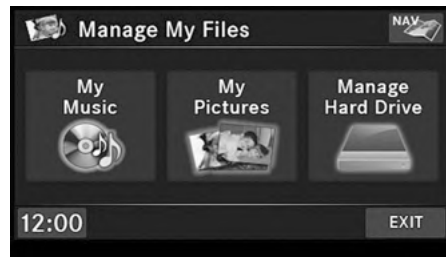 Manage My Files
NAV
My
Music
My
Pictures
Manage
Hard Drive
12:00
EXIT